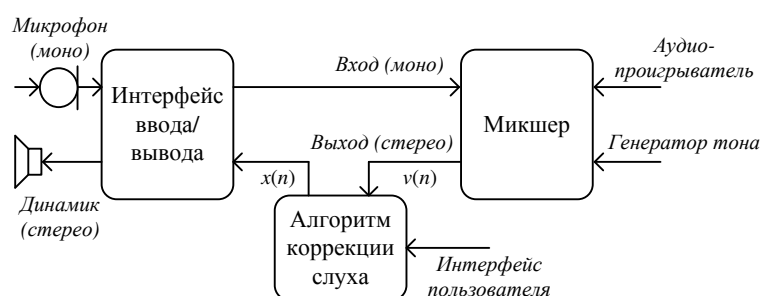 Микрофон
(моно)
Интерфейс
ввода/
вывода
Вход (моно)
Микшер
Аудио-
проигрыватель
Выход (стерео)
Генератор тона
x(n)
v(n)
Динамик
(стерео)
Алгоритм
коррекции
слуха
Интерфейс
пользователя